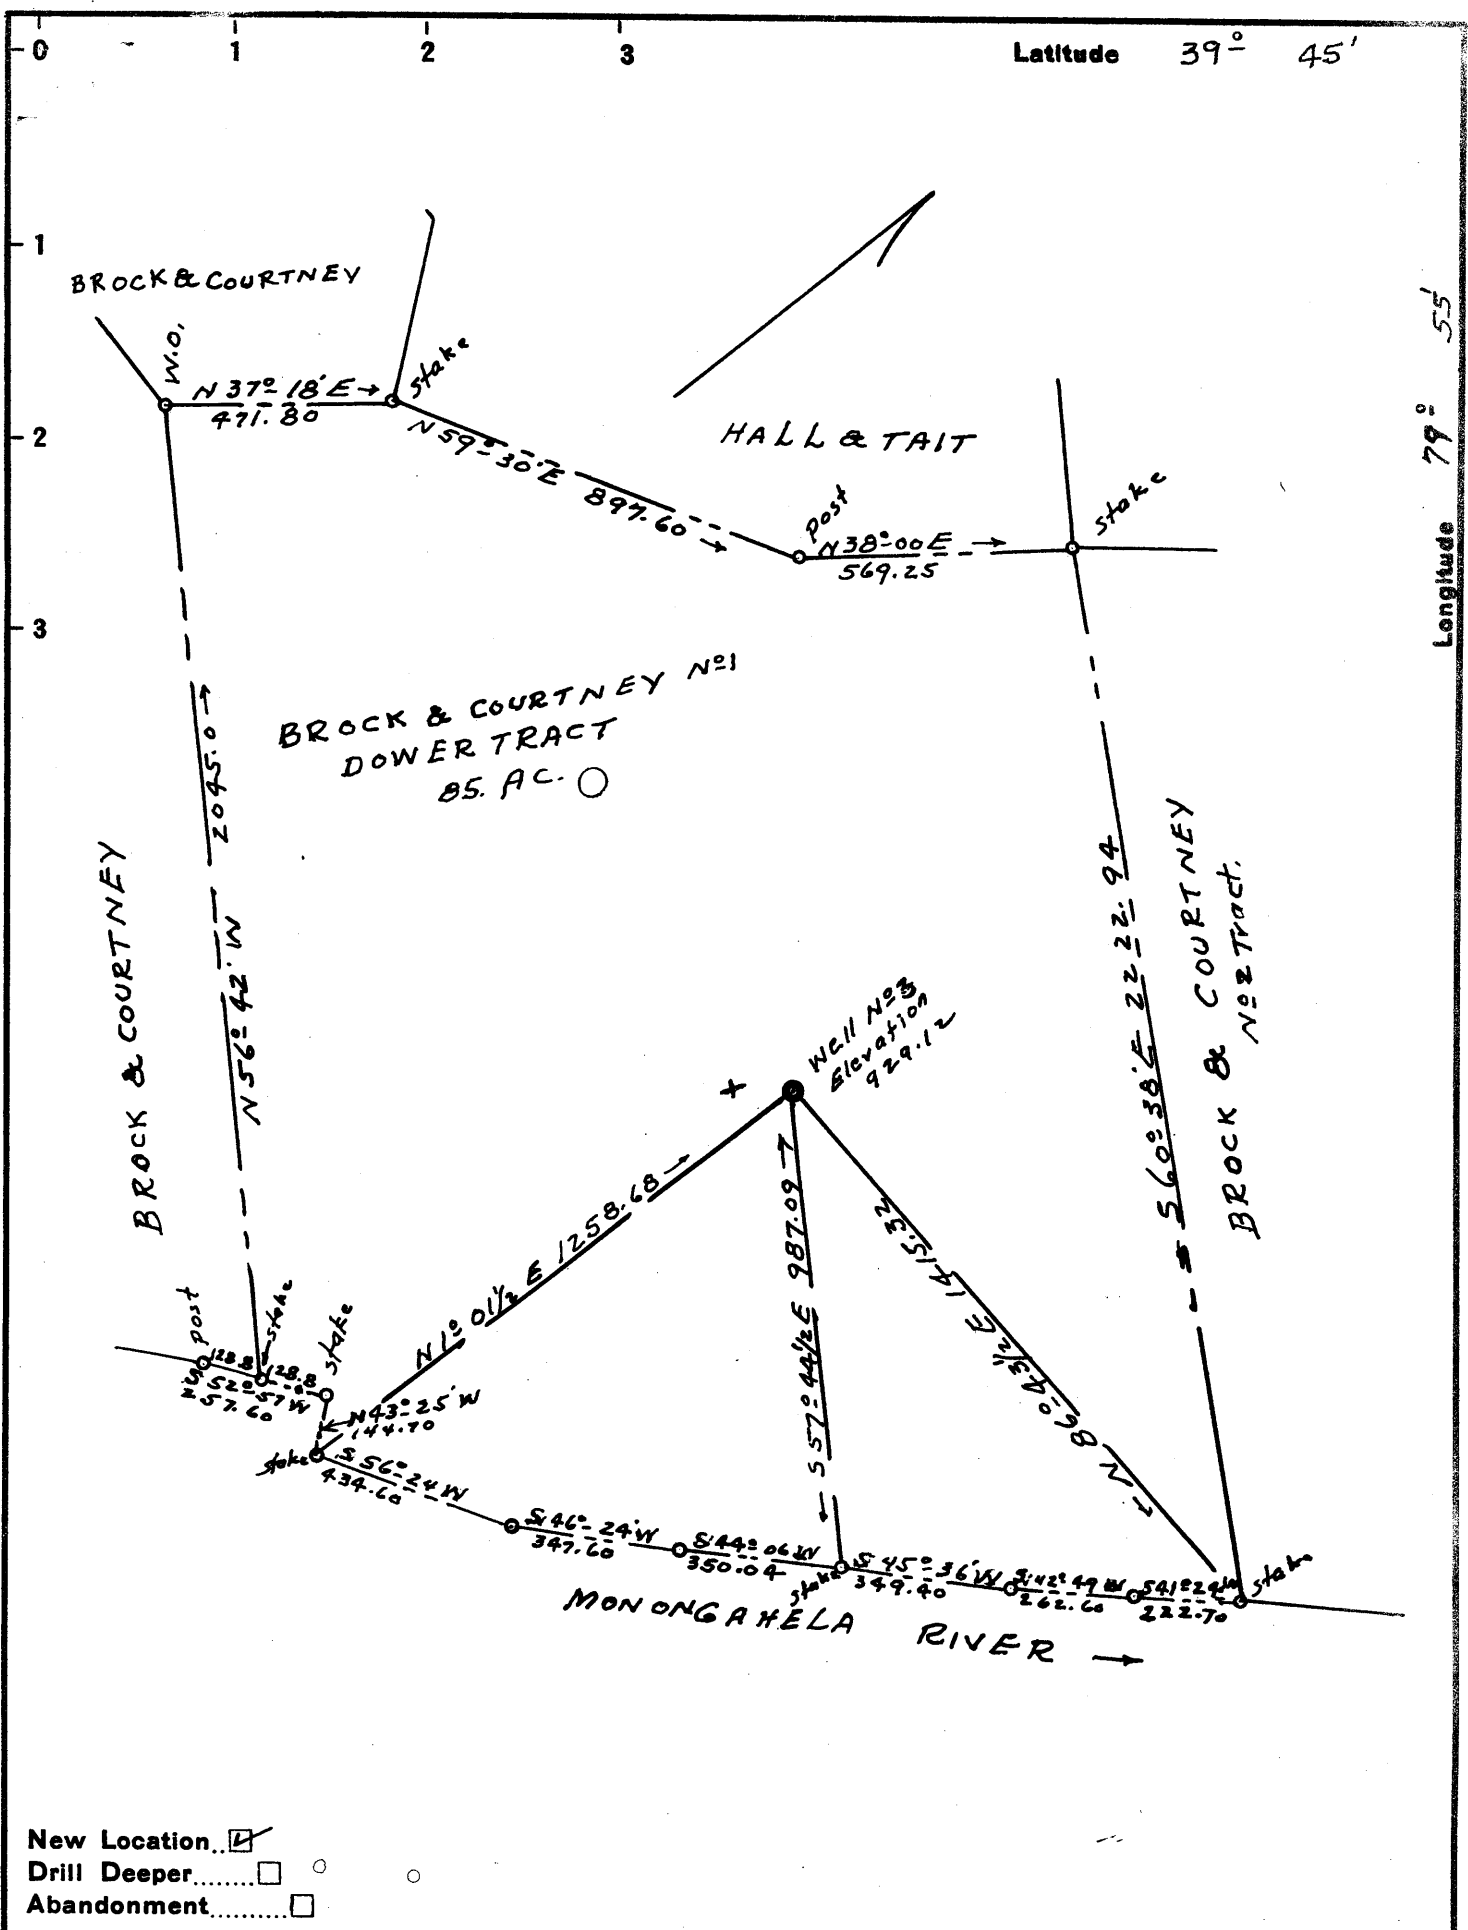 0 1 2 3 Latitude 39° 45'
1
2
3
Longitude 79° 55'
BROCK & COURTNEY
W.O.
N 37° 18' E →
471.80
stake
N 59° 30' E 897.60 →
HALL & TAIT
post
N 38° 00 E →
569.25
stake
BROCK & COURTNEY Nº1
DOWER TRACT
85. AC.
BROCK & COURTNEY
N 56° 42' W 2045.0 →
S 60° 38' E 2222.94
BROCK & COURTNEY
Nº 2 Tract.
Well Nº 3
Elevation
929.12
+
N 1° 01½ E 1258.68 →
← S 57° 44½ E 987.09 →
← N 86° 43½ E 1415.32
post
stake
stake
128.8 128.8
S 52° 57' W
257.60
N 43° 25' W
144.70
stake
S 56° 24 W
434.60
S 46° 24' W
347.60
S 44° 06 W
350.04
stake
S 45° 36' W
349.40
S 42° 49 W
262.60
S 41° 24 W
222.70
stake
MONONGAHELA RIVER →
New Location..
Drill Deeper........
Abandonment..........